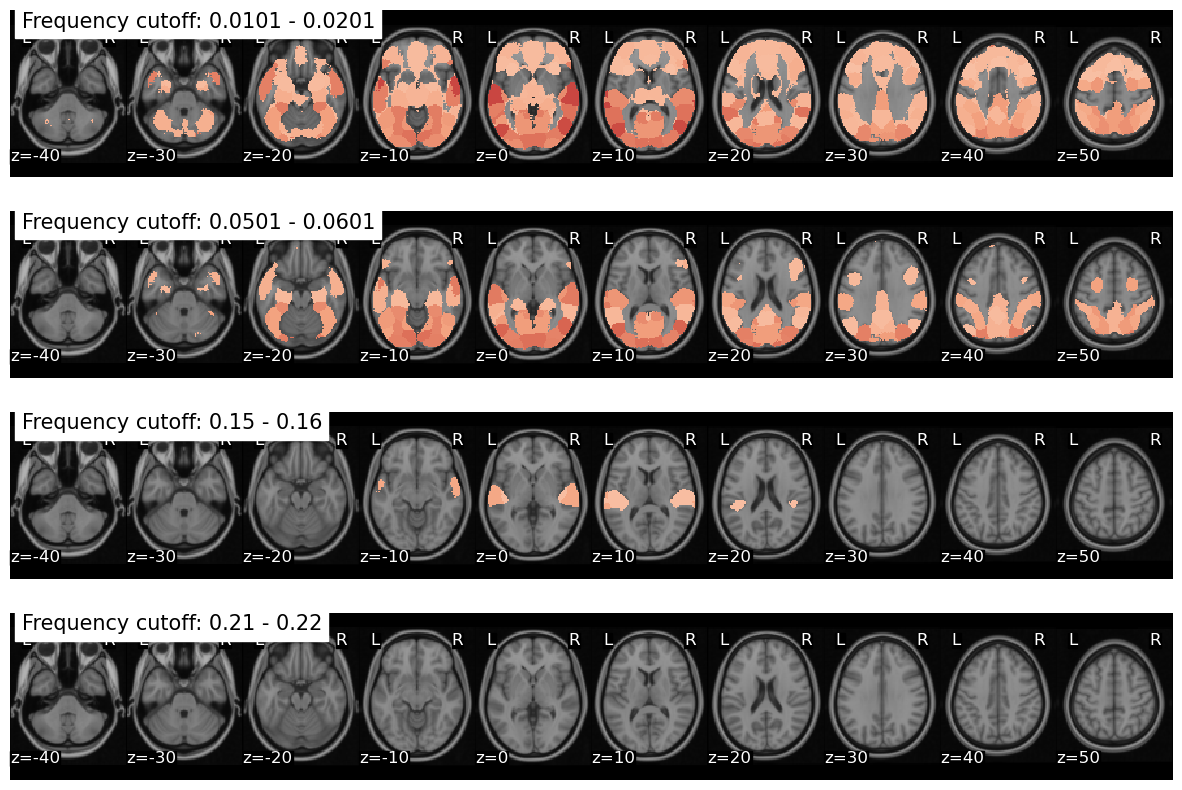 Frequency cutoff: 0.0101 - 0.0201
L R L R L R L R L R L R L R L R L R L R
z=-40 z=-30 z=-20 z=-10 z=0 z=10 z=20 z=30 z=40 z=50
Frequency cutoff: 0.0501 - 0.0601
L R L R L R L R L R L R L R L R L R L R
z=-40 z=-30 z=-20 z=-10 z=0 z=10 z=20 z=30 z=40 z=50
Frequency cutoff: 0.15 - 0.16
L R L R L R L R L R L R L R L R L R L R
z=-40 z=-30 z=-20 z=-10 z=0 z=10 z=20 z=30 z=40 z=50
Frequency cutoff: 0.21 - 0.22
L R L R L R L R L R L R L R L R L R L R
z=-40 z=-30 z=-20 z=-10 z=0 z=10 z=20 z=30 z=40 z=50